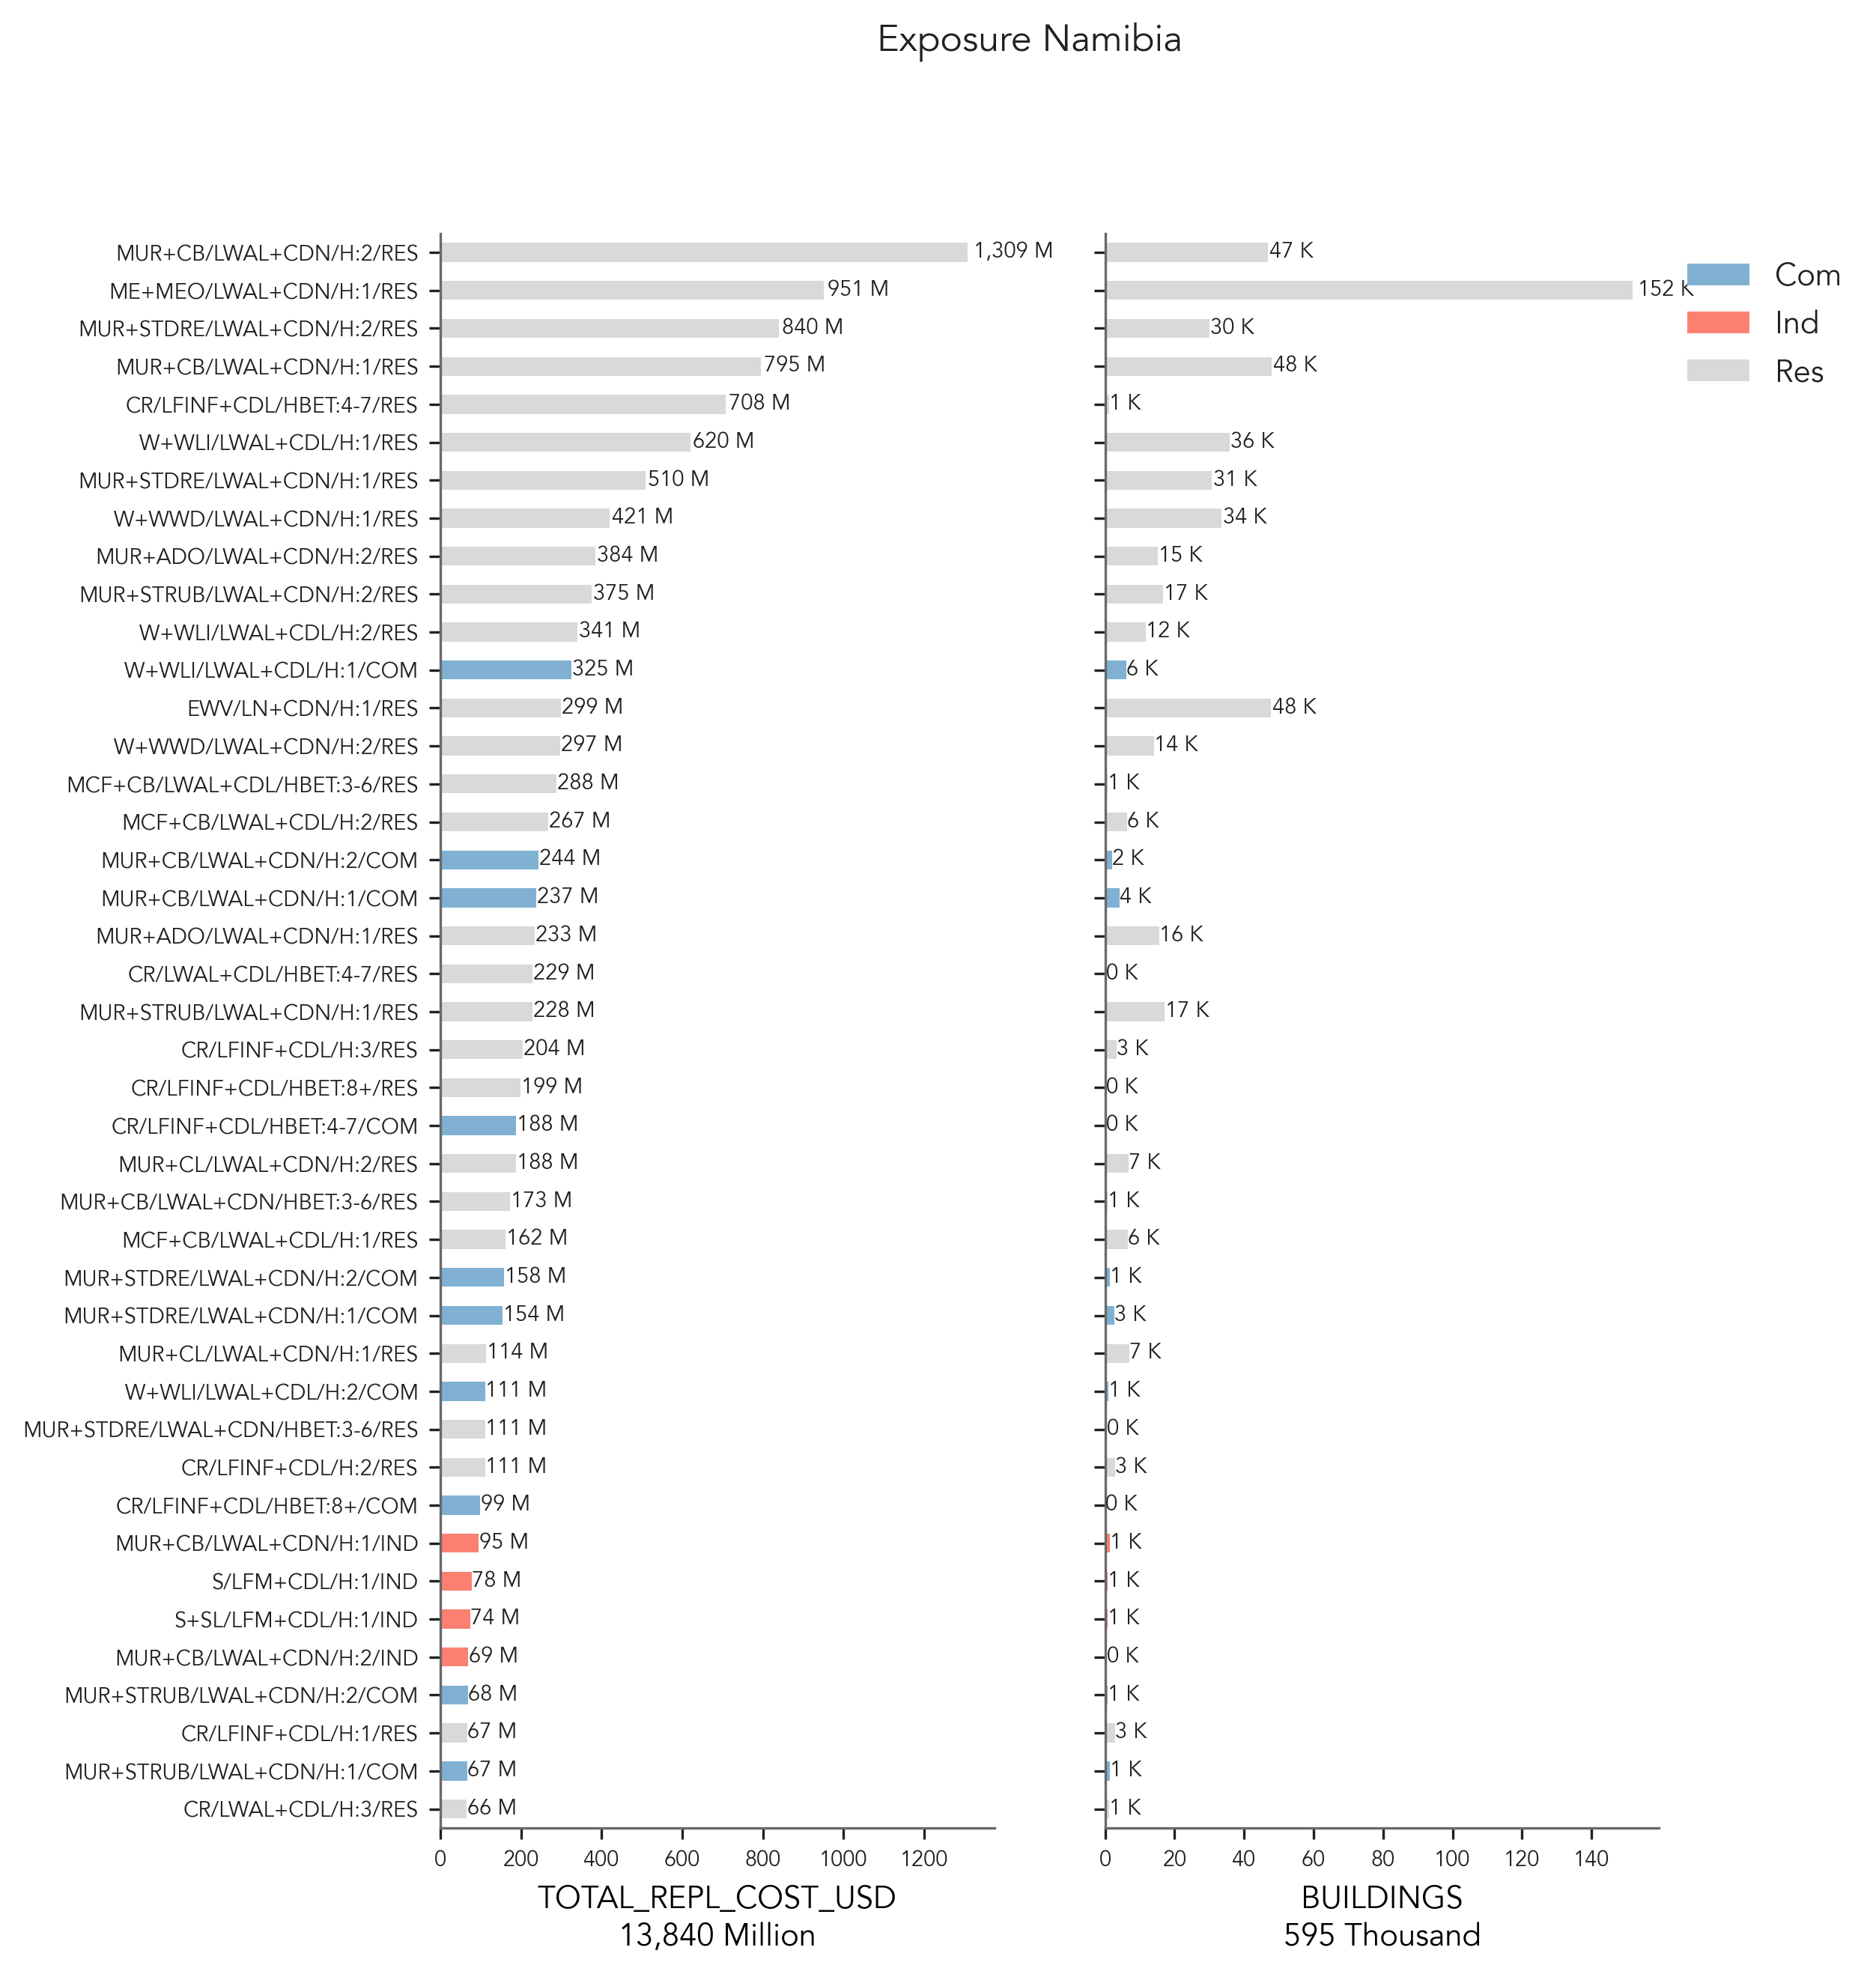 Exposure Namibia
MUR+CB/LWAL+CDN/H:2/RES 1,309 M 47 K
ME+MEO/LWAL+CDN/H:1/RES 951 M 152 K
MUR+STDRE/LWAL+CDN/H:2/RES 840 M 30 K
MUR+CB/LWAL+CDN/H:1/RES 795 M 48 K
CR/LFINF+CDL/HBET:4-7/RES 708 M 1 K
W+WLI/LWAL+CDL/H:1/RES 620 M 36 K
MUR+STDRE/LWAL+CDN/H:1/RES 510 M 31 K
W+WWD/LWAL+CDN/H:1/RES 421 M 34 K
MUR+ADO/LWAL+CDN/H:2/RES 384 M 15 K
MUR+STRUB/LWAL+CDN/H:2/RES 375 M 17 K
W+WLI/LWAL+CDL/H:2/RES 341 M 12 K
W+WLI/LWAL+CDL/H:1/COM 325 M 6 K
EWV/LN+CDN/H:1/RES 299 M 48 K
W+WWD/LWAL+CDN/H:2/RES 297 M 14 K
MCF+CB/LWAL+CDL/HBET:3-6/RES 288 M 1 K
MCF+CB/LWAL+CDL/H:2/RES 267 M 6 K
MUR+CB/LWAL+CDN/H:2/COM 244 M 2 K
MUR+CB/LWAL+CDN/H:1/COM 237 M 4 K
MUR+ADO/LWAL+CDN/H:1/RES 233 M 16 K
CR/LWAL+CDL/HBET:4-7/RES 229 M 0 K
MUR+STRUB/LWAL+CDN/H:1/RES 228 M 17 K
CR/LFINF+CDL/H:3/RES 204 M 3 K
CR/LFINF+CDL/HBET:8+/RES 199 M 0 K
CR/LFINF+CDL/HBET:4-7/COM 188 M 0 K
MUR+CL/LWAL+CDN/H:2/RES 188 M 7 K
MUR+CB/LWAL+CDN/HBET:3-6/RES 173 M 1 K
MCF+CB/LWAL+CDL/H:1/RES 162 M 6 K
MUR+STDRE/LWAL+CDN/H:2/COM 158 M 1 K
MUR+STDRE/LWAL+CDN/H:1/COM 154 M 3 K
MUR+CL/LWAL+CDN/H:1/RES 114 M 7 K
W+WLI/LWAL+CDL/H:2/COM 111 M 1 K
MUR+STDRE/LWAL+CDN/HBET:3-6/RES 111 M 0 K
CR/LFINF+CDL/H:2/RES 111 M 3 K
CR/LFINF+CDL/HBET:8+/COM 99 M 0 K
MUR+CB/LWAL+CDN/H:1/IND 95 M 1 K
S/LFM+CDL/H:1/IND 78 M 1 K
S+SL/LFM+CDL/H:1/IND 74 M 1 K
MUR+CB/LWAL+CDN/H:2/IND 69 M 0 K
MUR+STRUB/LWAL+CDN/H:2/COM 68 M 1 K
CR/LFINF+CDL/H:1/RES 67 M 3 K
MUR+STRUB/LWAL+CDN/H:1/COM 67 M 1 K
CR/LWAL+CDL/H:3/RES 66 M 1 K
0 200 400 600 800 1000 1200
TOTAL_REPL_COST_USD
13,840 Million
0 20 40 60 80 100 120 140
BUILDINGS
595 Thousand
Com
Ind
Res